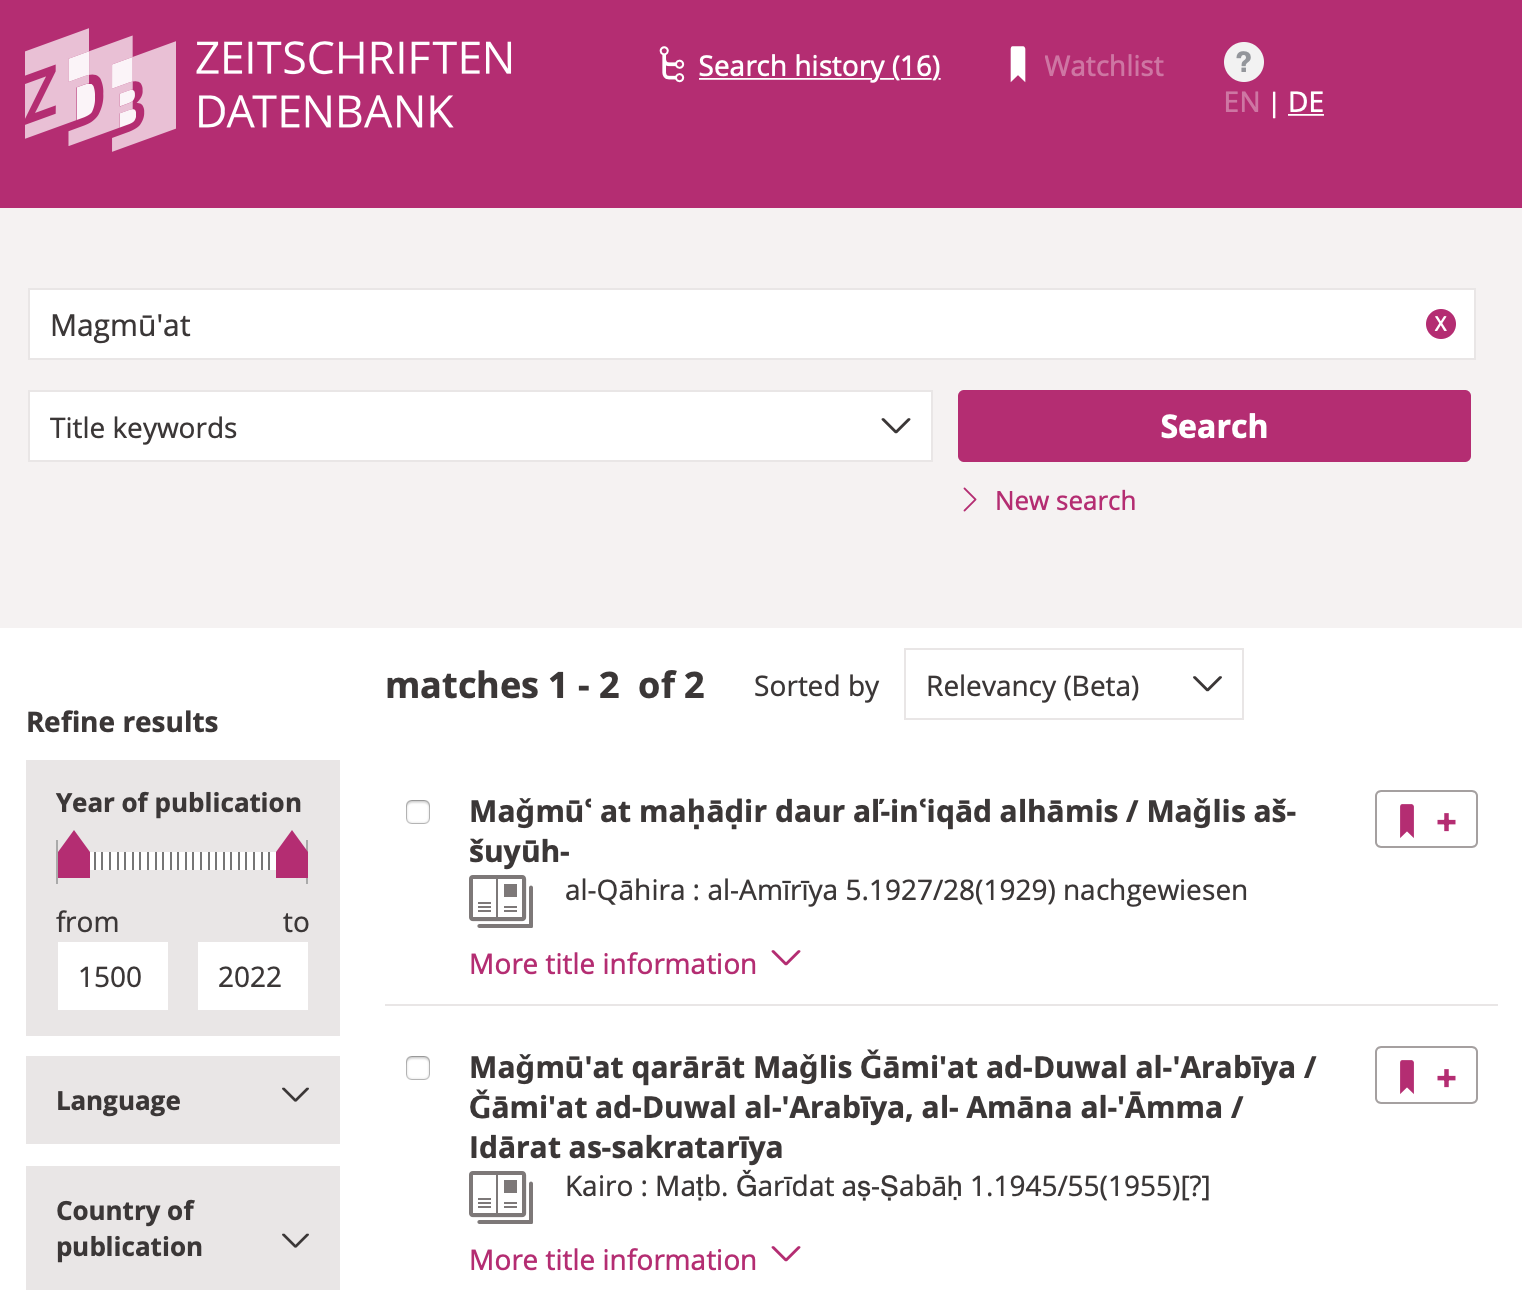 ZDB
ZEITSCHRIFTEN
DATENBANK
Search history (16)
Watchlist
?
EN | DE
Magmū'at
X
Title keywords
Search
New search
matches 1 - 2 of 2
Sorted by
Relevancy (Beta)
Refine results
Year of publication
from
to
1500
2022
Language
Country of
publication
Maǧmūʿ at maḥāḍir daur aľ-inʿiqād alhāmis / Maǧlis aš-
šuyūh-
al-Qāhira : al-Amīrīya 5.1927/28(1929) nachgewiesen
More title information
+
Maǧmū'at qarārāt Maǧlis Ǧāmi'at ad-Duwal al-'Arabīya /
Ǧāmi'at ad-Duwal al-'Arabīya, al- Amāna al-'Āmma /
Idārat as-sakratarīya
Kairo : Maṭb. Ǧarīdat aṣ-Ṣabāḥ 1.1945/55(1955)[?]
More title information
+